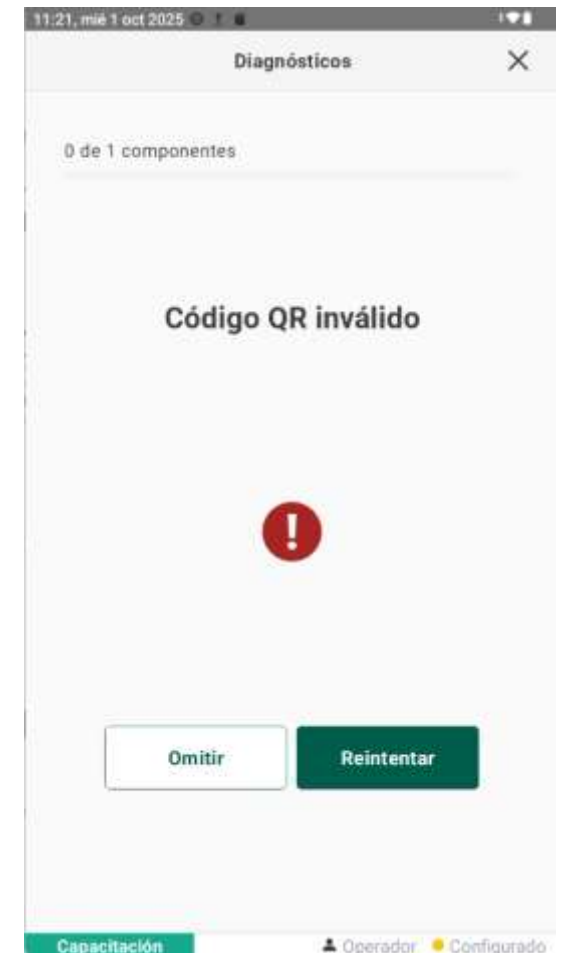 11:21, mié 1 oct 2025
Diagnósticos
0 de 1 componentes
Código QR inválido
Omitir
Reintentar
Capacitación
Operador
Configurado